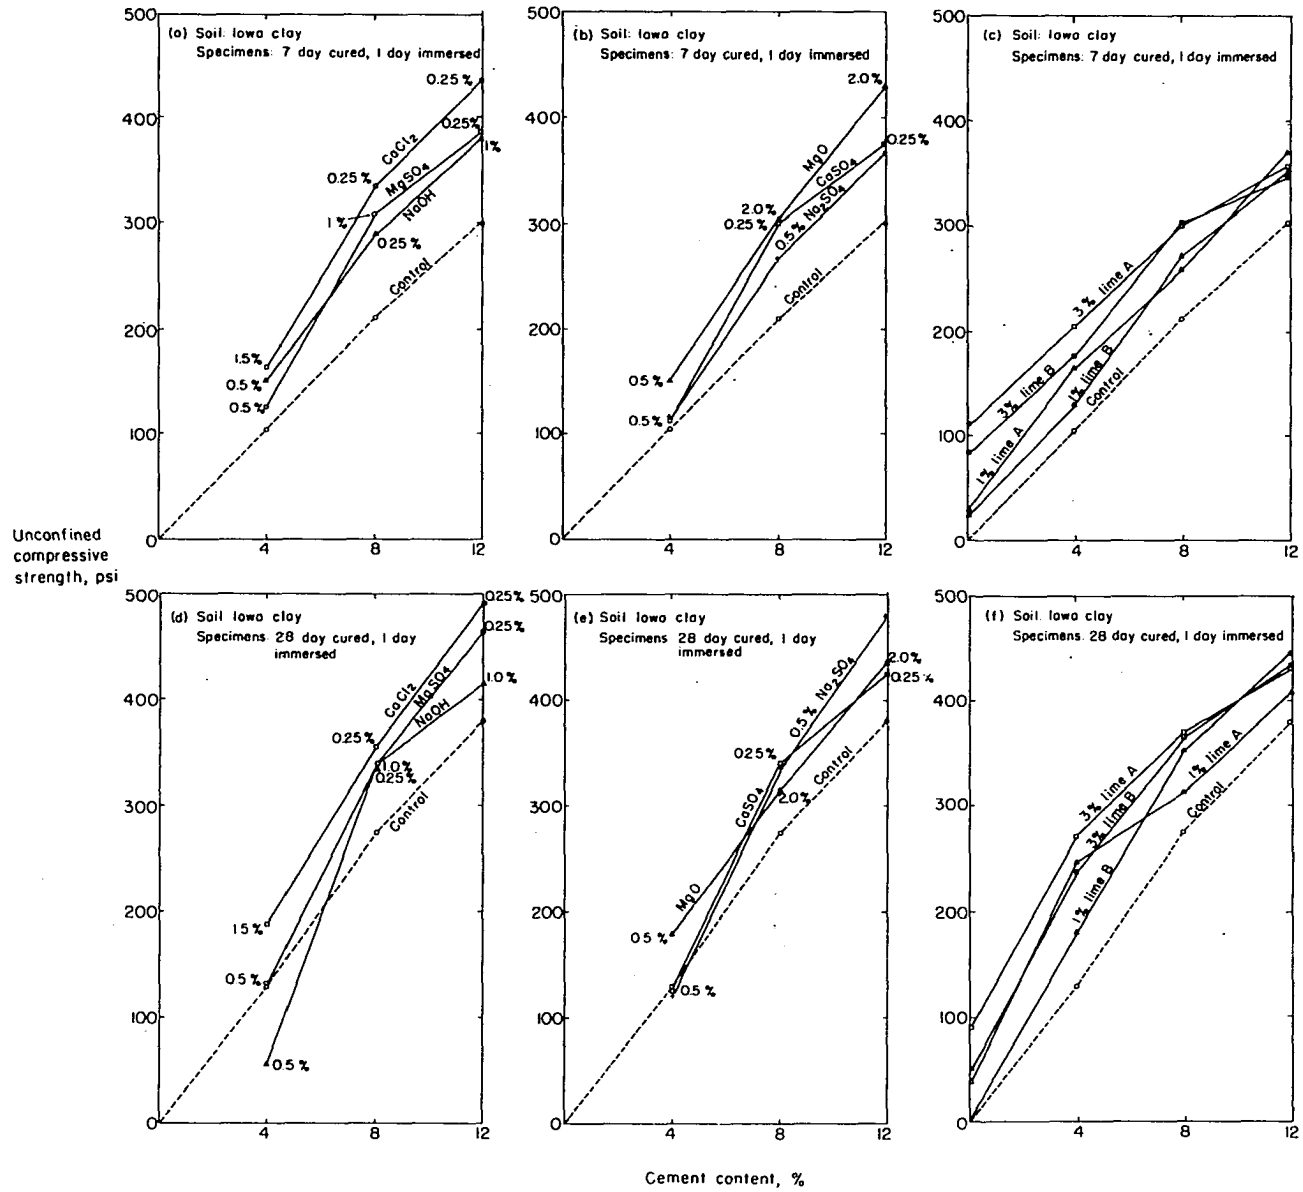 500
400
300
200
100
0
4
8
12
(a) Soil: Iowa clay
Specimens: 7 day cured, 1 day immersed
0.25%
0.25%
1%
CaCl2
MgSO4
NaOH
0.25%
1%
0.25%
Control
1.5%
0.5%
0.5%
500
400
300
200
100
0
4
8
12
(b) Soil: Iowa clay
Specimens: 7 day cured, 1 day immersed
2.0%
0.25%
MgO
CaSO4
0.5% Na2SO4
2.0%
0.25%
Control
0.5%
0.5%
500
400
300
200
100
0
4
8
12
(c) Soil: Iowa clay
Specimens: 7 day cured, 1 day immersed
3% lime A
3% lime B
1% lime B
1% lime A
Control
Unconfined
compressive
strength, psi
500
400
300
200
100
0
4
8
12
(d) Soil: Iowa clay
Specimens: 28 day cured, 1 day
immersed
0.25%
0.25%
1.0%
CaCl2
MgSO4
NaOH
0.25%
1.0%
0.25%
Control
1.5%
0.5%
0.5%
500
400
300
200
100
0
4
8
12
(e) Soil: Iowa clay
Specimens: 28 day cured, 1 day
immersed
2.0%
0.25%
0.5% Na2SO4
0.25%
2.0%
Control
CaSO4
MgO
0.5%
0.5%
500
400
300
200
100
0
4
8
12
(f) Soil: Iowa clay
Specimens: 28 day cured, 1 day immersed
3% lime A
3% lime B
1% lime A
1% lime B
Control
Cement content, %